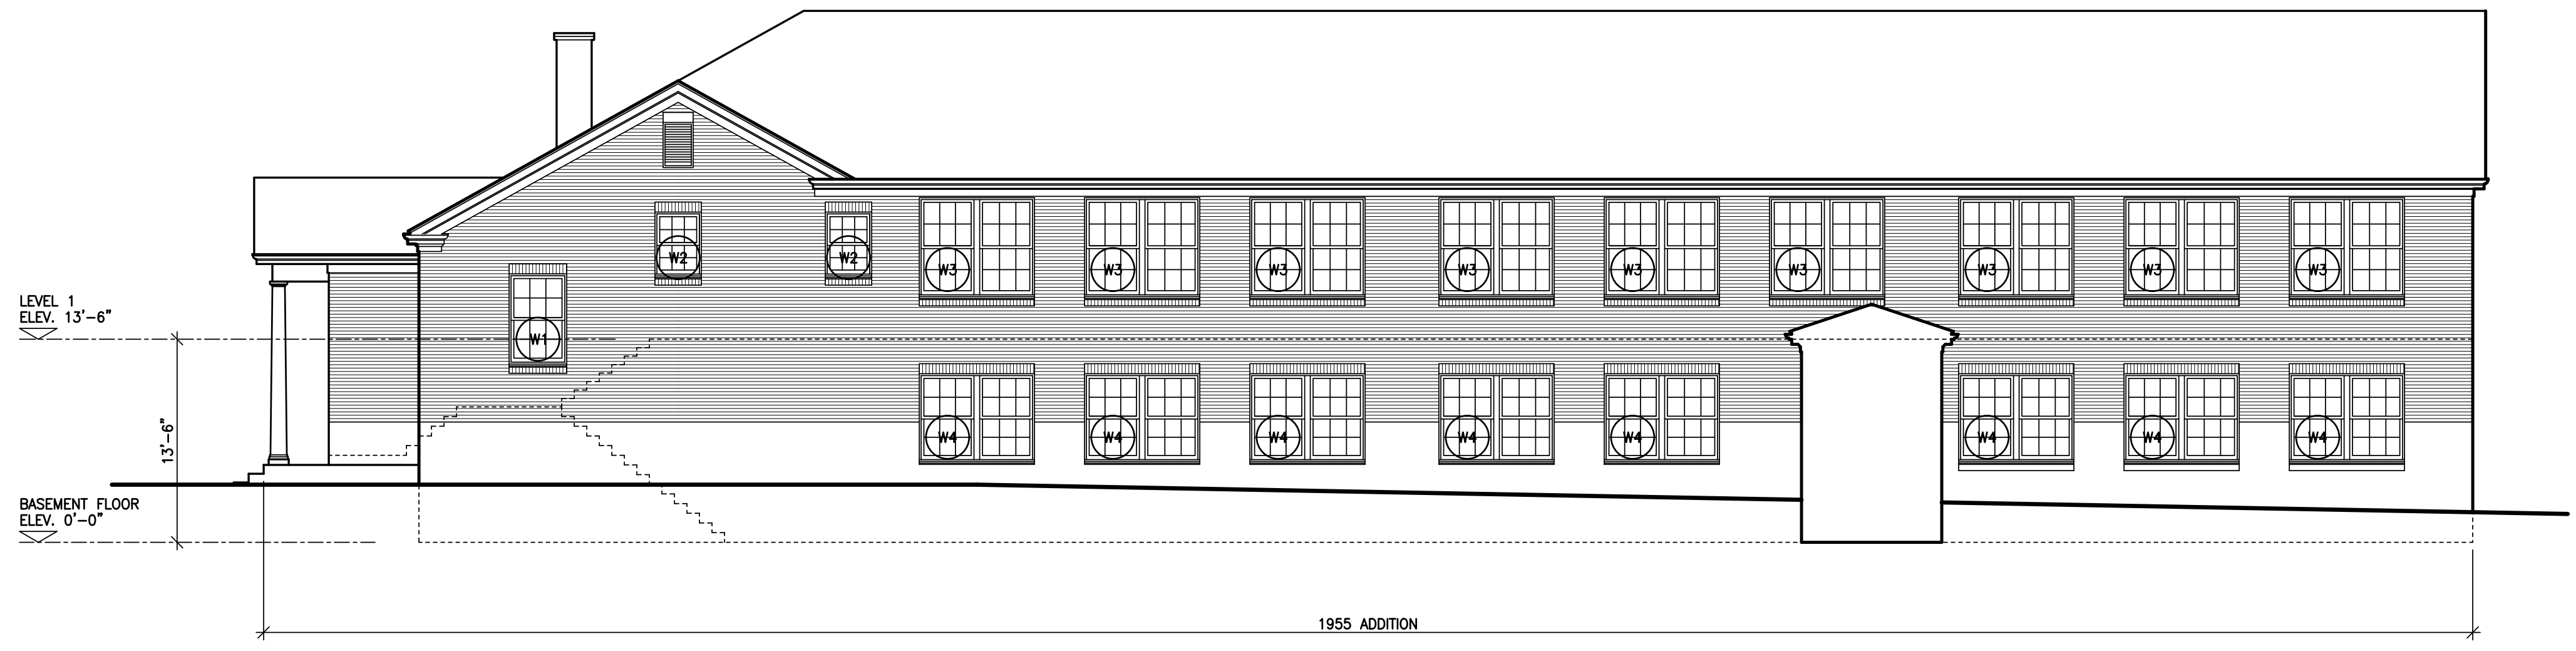 W2
W2
W3
W3
W3
W3
W3
W3
W3
W3
W3
LEVEL 1
ELEV. 13'-6"
W1
13'-6"
W4
W4
W4
W4
W4
W4
W4
W4
BASEMENT FLOOR
ELEV. 0'-0"
1955 ADDITION